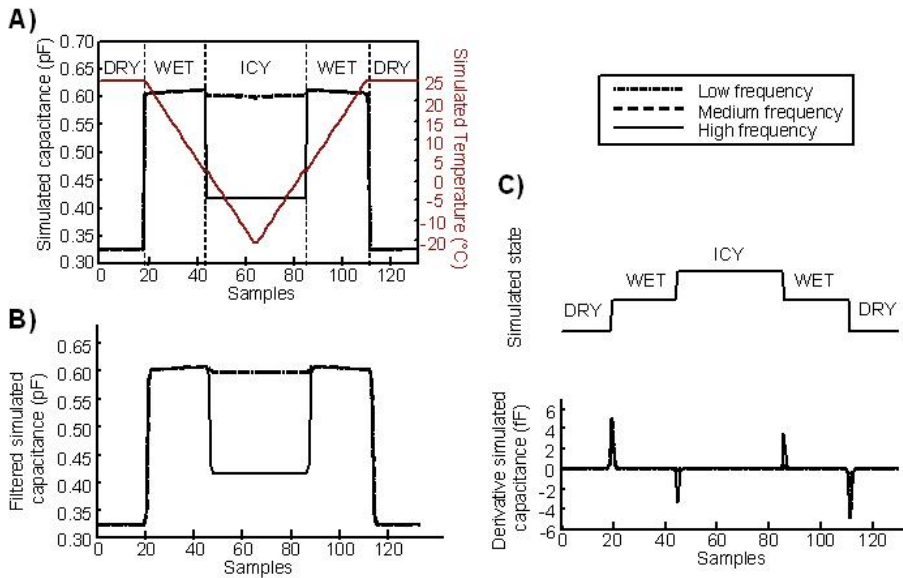 A)
Simulated capacitance (pF)
0.70
0.65
0.60
0.55
0.50
0.45
0.40
0.35
0.30
DRY WET ICY WET DRY
25
25
15
10
5
0
-5
-10
-15
-20
Simulated Temperature (°C)
0 20 40 60 80 100 120
Samples
Low frequency
Medium frequency
High frequency
B)
Filtered simulated
capacitance (pF)
0.65
0.60
0.55
0.50
0.45
0.40
0.35
0.30
0 20 40 60 80 100 120
Samples
C)
Simulated state
DRY WET ICY WET DRY
Derivative simulated
capacitance (fF)
6
4
2
0
-2
-4
-6
0 20 40 60 80 100 120
Samples